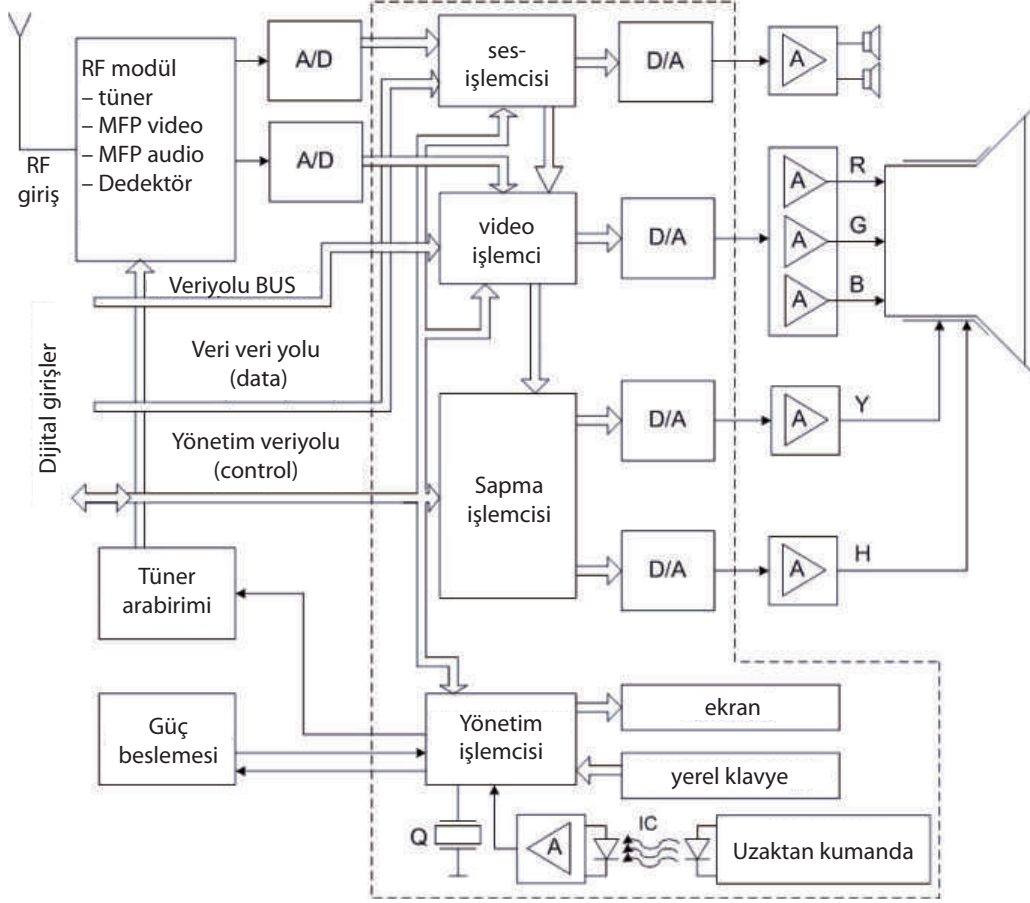 RF modül
– tüner
– MFP video
– MFP audio
– Dedektör
RF
giriş
A/D
A/D
ses-
işlemcisi
D/A
A
video
işlemci
D/A
A
R
A
G
A
B
Veriyolu BUS
Veri veri yolu
(data)
Yönetim veriyolu
(control)
Dijital girişler
Sapma
işlemcisi
D/A
A
Y
D/A
A
H
Tüner
arabirimi
Güç
beslemesi
Yönetim
işlemcisi
ekran
yerel klavye
Q
A
IC
Uzaktan kumanda